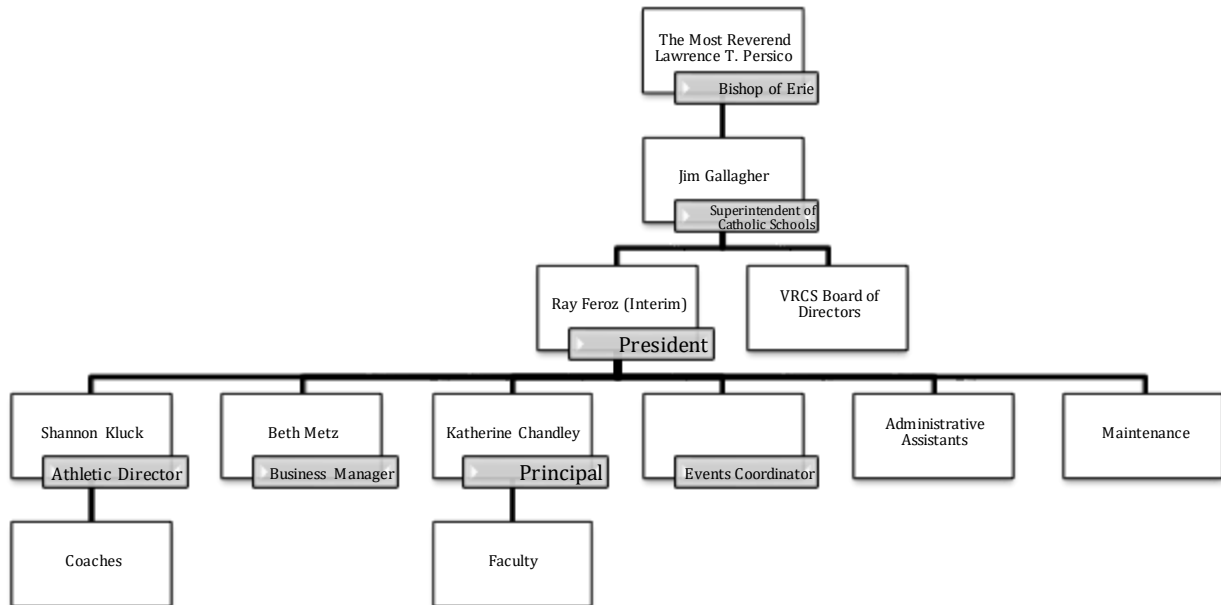 The Most Reverend
Lawrence T. Persico
Bishop of Erie
Jim Gallagher
Superintendent of
Catholic Schools
Ray Feroz (Interim)
President
VRCS Board of
Directors
Shannon Kluck
Athletic Director
Beth Metz
Business Manager
Katherine Chandley
Principal
Events Coordinator
Administrative
Assistants
Maintenance
Coaches
Faculty